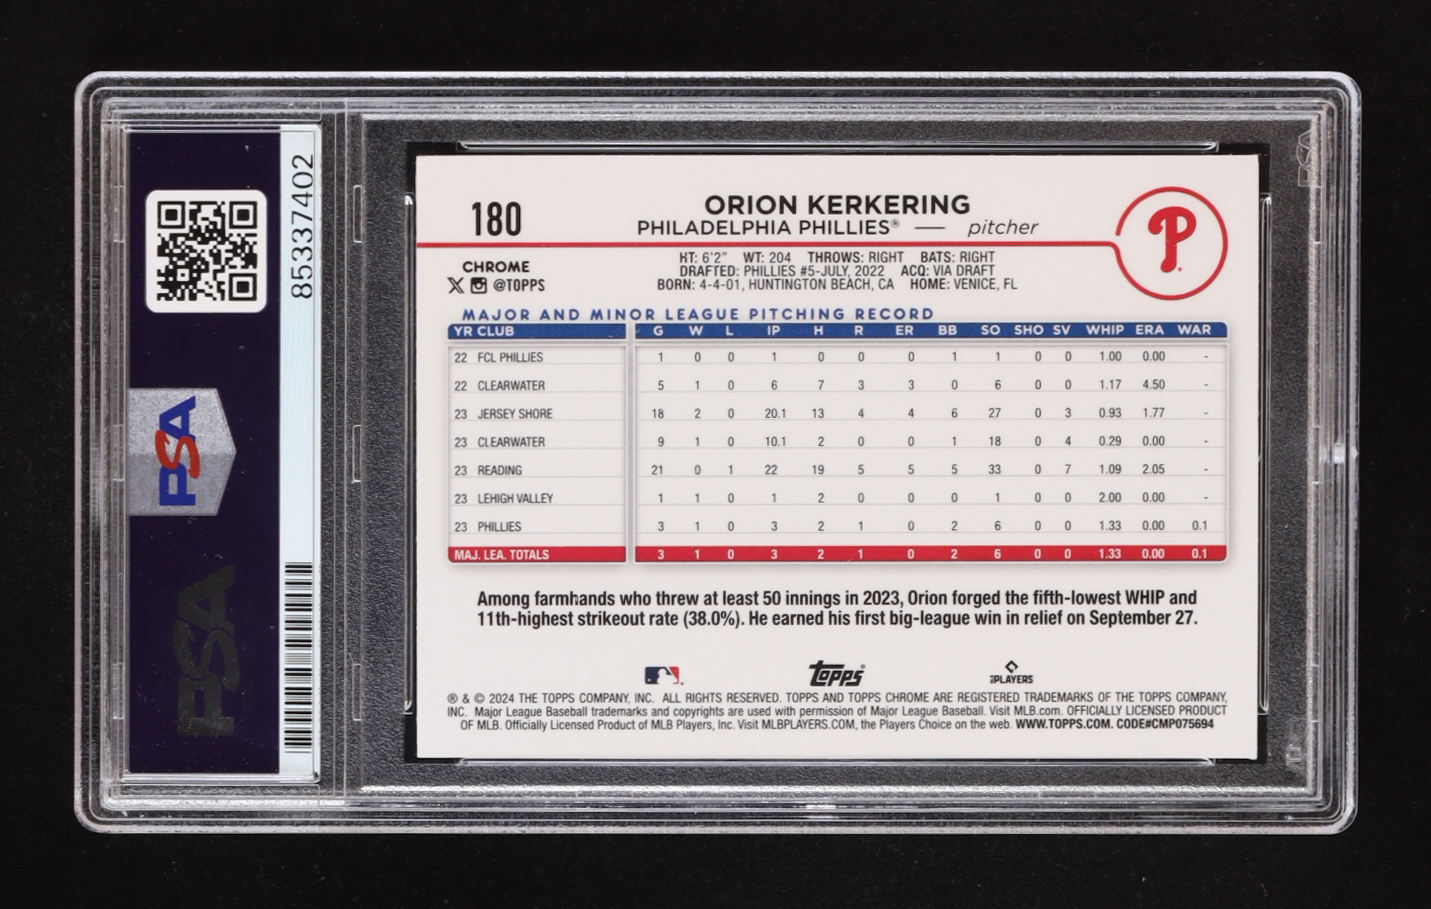 85337402
PSA
PSA
180
ORION KERKERING
PHILADELPHIA PHILLIES® — pitcher
P
CHROME
@TOPPS
HT: 6'2" WT: 204 THROWS: RIGHT BATS: RIGHT
DRAFTED: PHILLIES #5-JULY, 2022 ACQ: VIA DRAFT
BORN: 4-4-01, HUNTINGTON BEACH, CA HOME: VENICE, FL
MAJOR AND MINOR LEAGUE PITCHING RECORD
YR CLUB G W L IP H R ER BB SO SHO SV WHIP ERA WAR
22 FCL PHILLIES 1 0 0 1 0 0 0 1 1 0 0 1.00 0.00 -
22 CLEARWATER 5 1 0 6 7 3 3 0 6 0 0 1.17 4.50 -
23 JERSEY SHORE 18 2 0 20.1 13 4 4 6 27 0 3 0.93 1.77 -
23 CLEARWATER 9 1 0 10.1 2 0 0 1 18 0 4 0.29 0.00 -
23 READING 21 0 1 22 19 5 5 5 33 0 7 1.09 2.05 -
23 LEHIGH VALLEY 1 1 0 1 2 0 0 0 1 0 0 2.00 0.00 -
23 PHILLIES 3 1 0 3 2 1 0 2 6 0 0 1.33 0.00 0.1
MAJ. LEA. TOTALS 3 1 0 3 2 1 0 2 6 0 0 1.33 0.00 0.1
Among farmhands who threw at least 50 innings in 2023, Orion forged the fifth-lowest WHIP and
11th-highest strikeout rate (38.0%). He earned his first big-league win in relief on September 27.
Topps®
PLAYERS
® & © 2024 THE TOPPS COMPANY, INC. ALL RIGHTS RESERVED. TOPPS AND TOPPS CHROME ARE REGISTERED TRADEMARKS OF THE TOPPS COMPANY,
INC. Major League Baseball trademarks and copyrights are used with permission of Major League Baseball. Visit MLB.com. OFFICIALLY LICENSED PRODUCT
OF MLB. Officially Licensed Product of MLB Players, Inc. Visit MLBPLAYERS.COM, the Players Choice on the web. WWW.TOPPS.COM. CODE#CMP075694
PSA